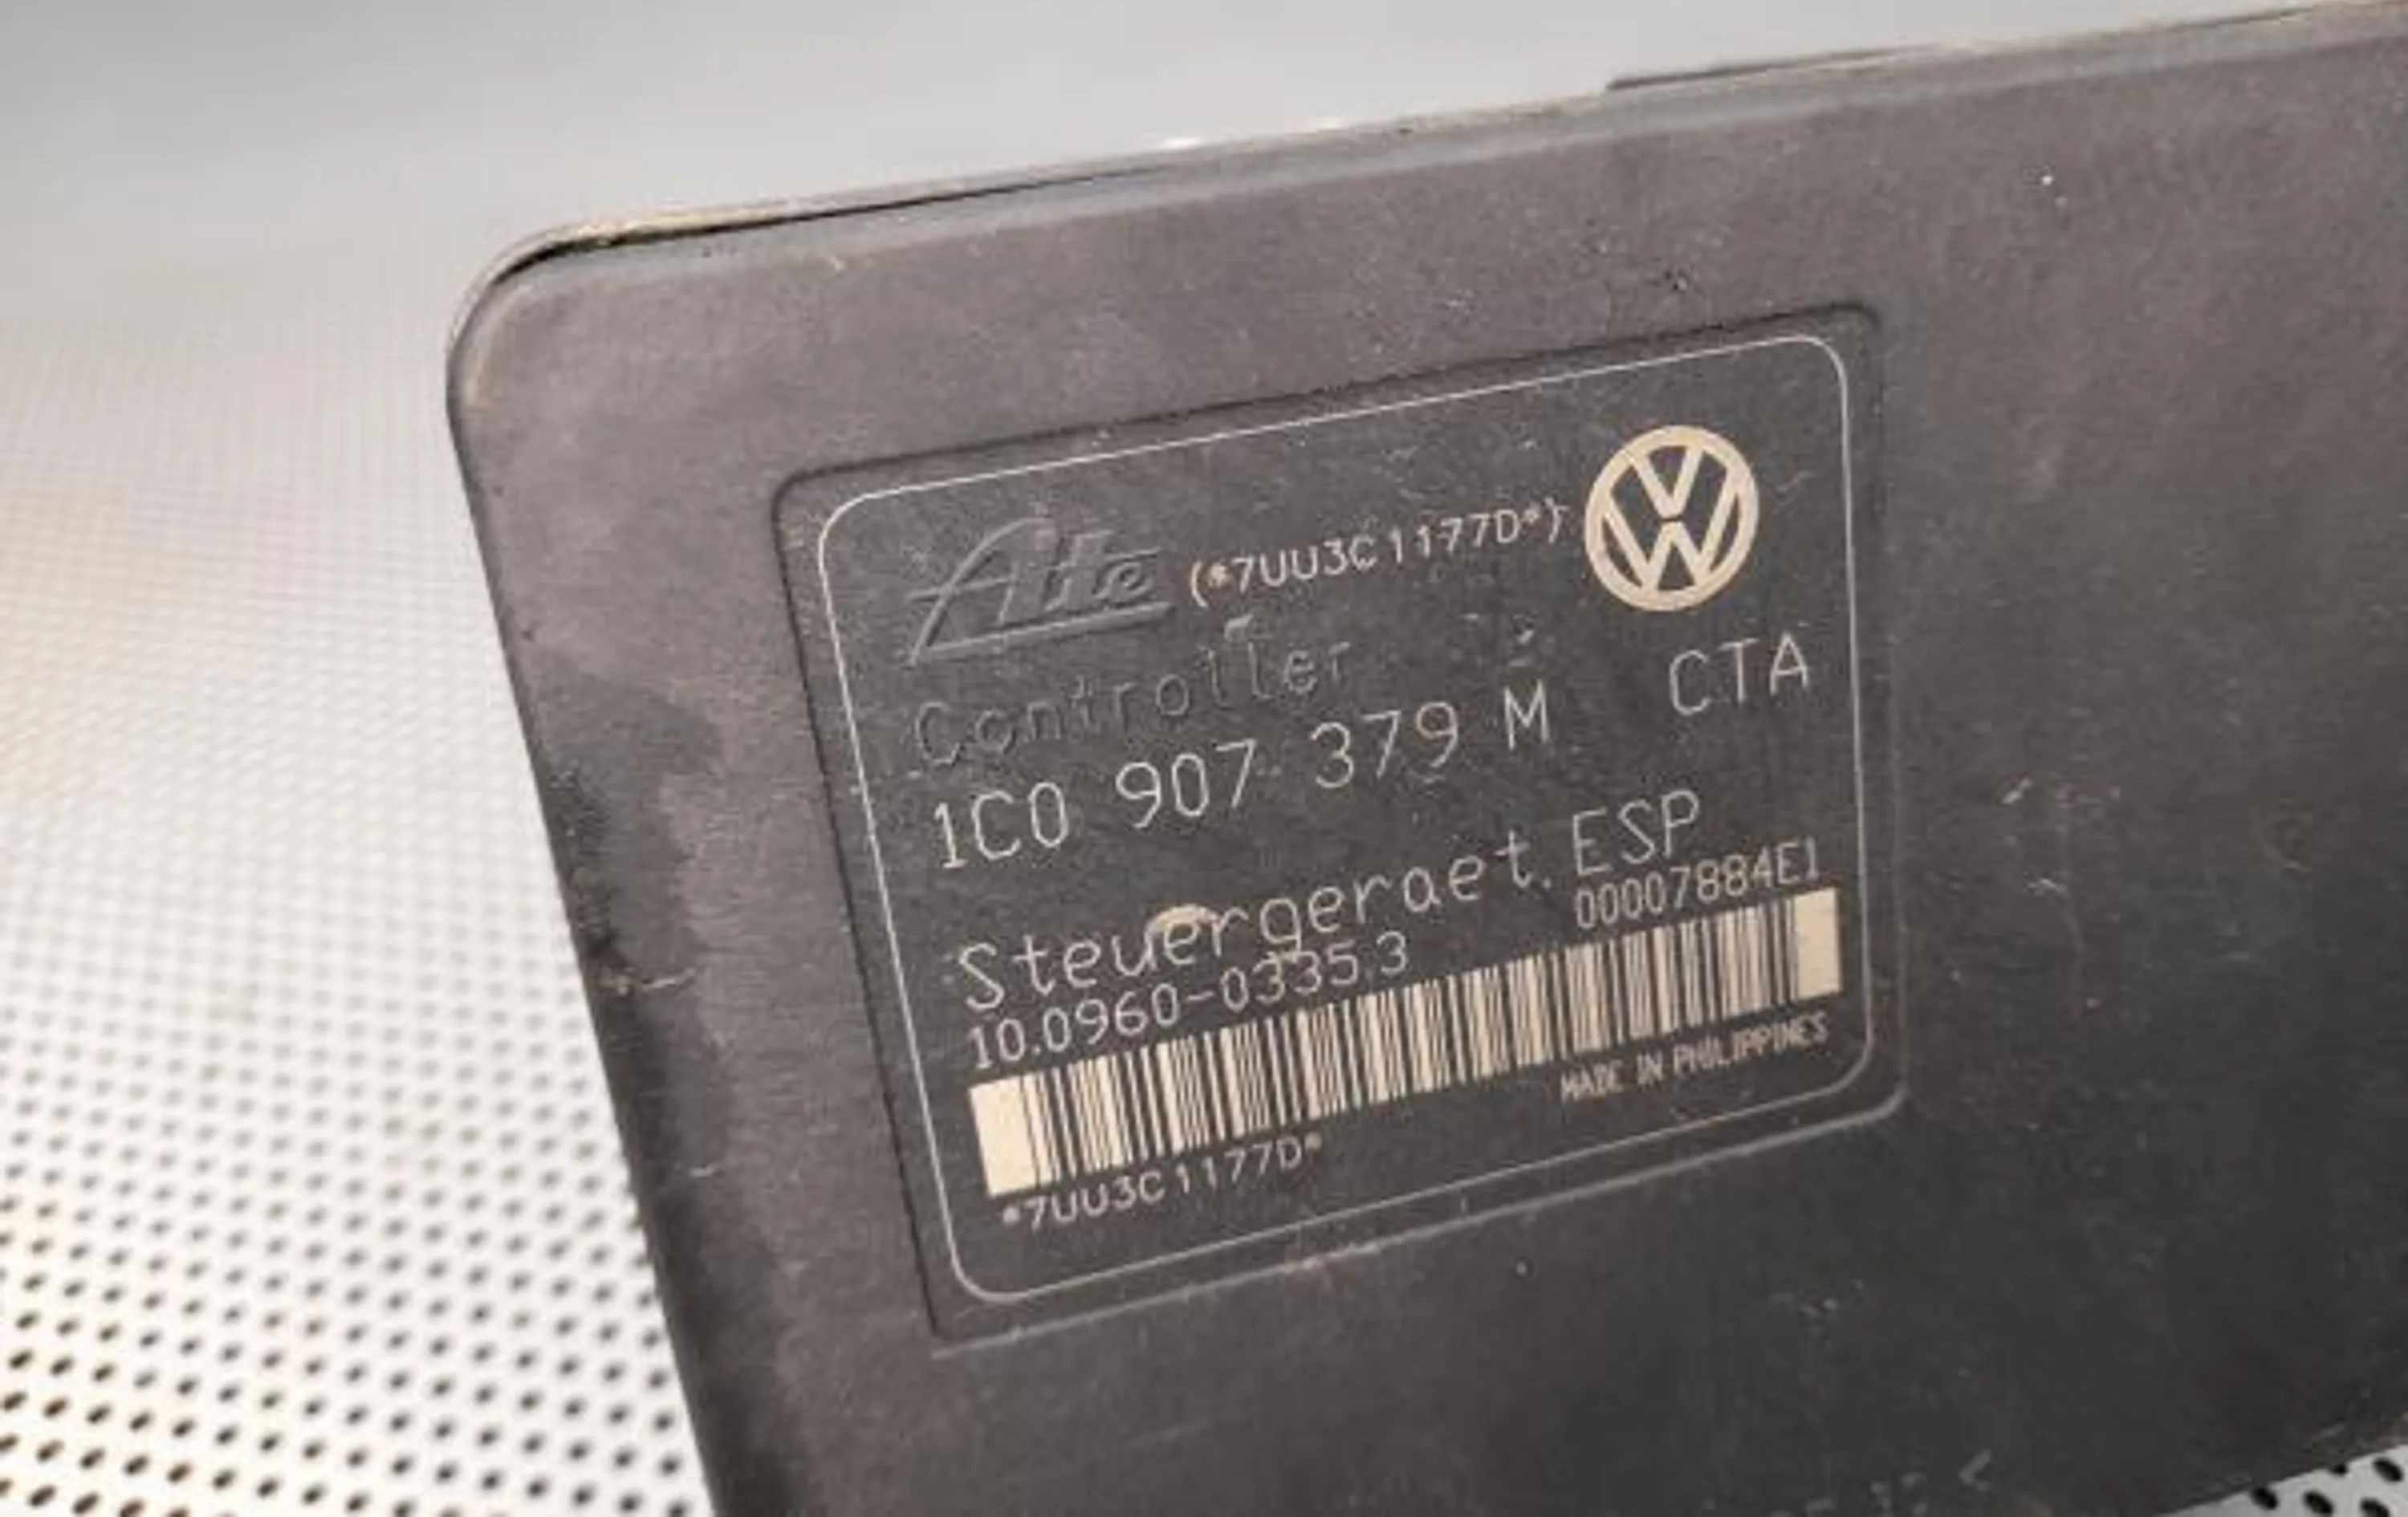 Ate (*7UU3C1177D*)
Controller
1C0 907 379 M CTA
Steuergeraet ESP
10.0960-0335.3 00007884E1
MADE IN PHILIPPINES
*7UU3C1177D*